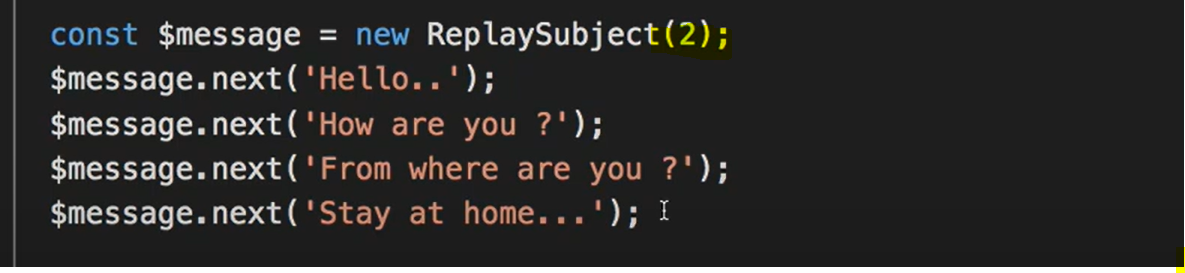 const $message = new ReplaySubject(2);
$message.next('Hello..');
$message.next('How are you ?');
$message.next('From where are you ?');
$message.next('Stay at home...');